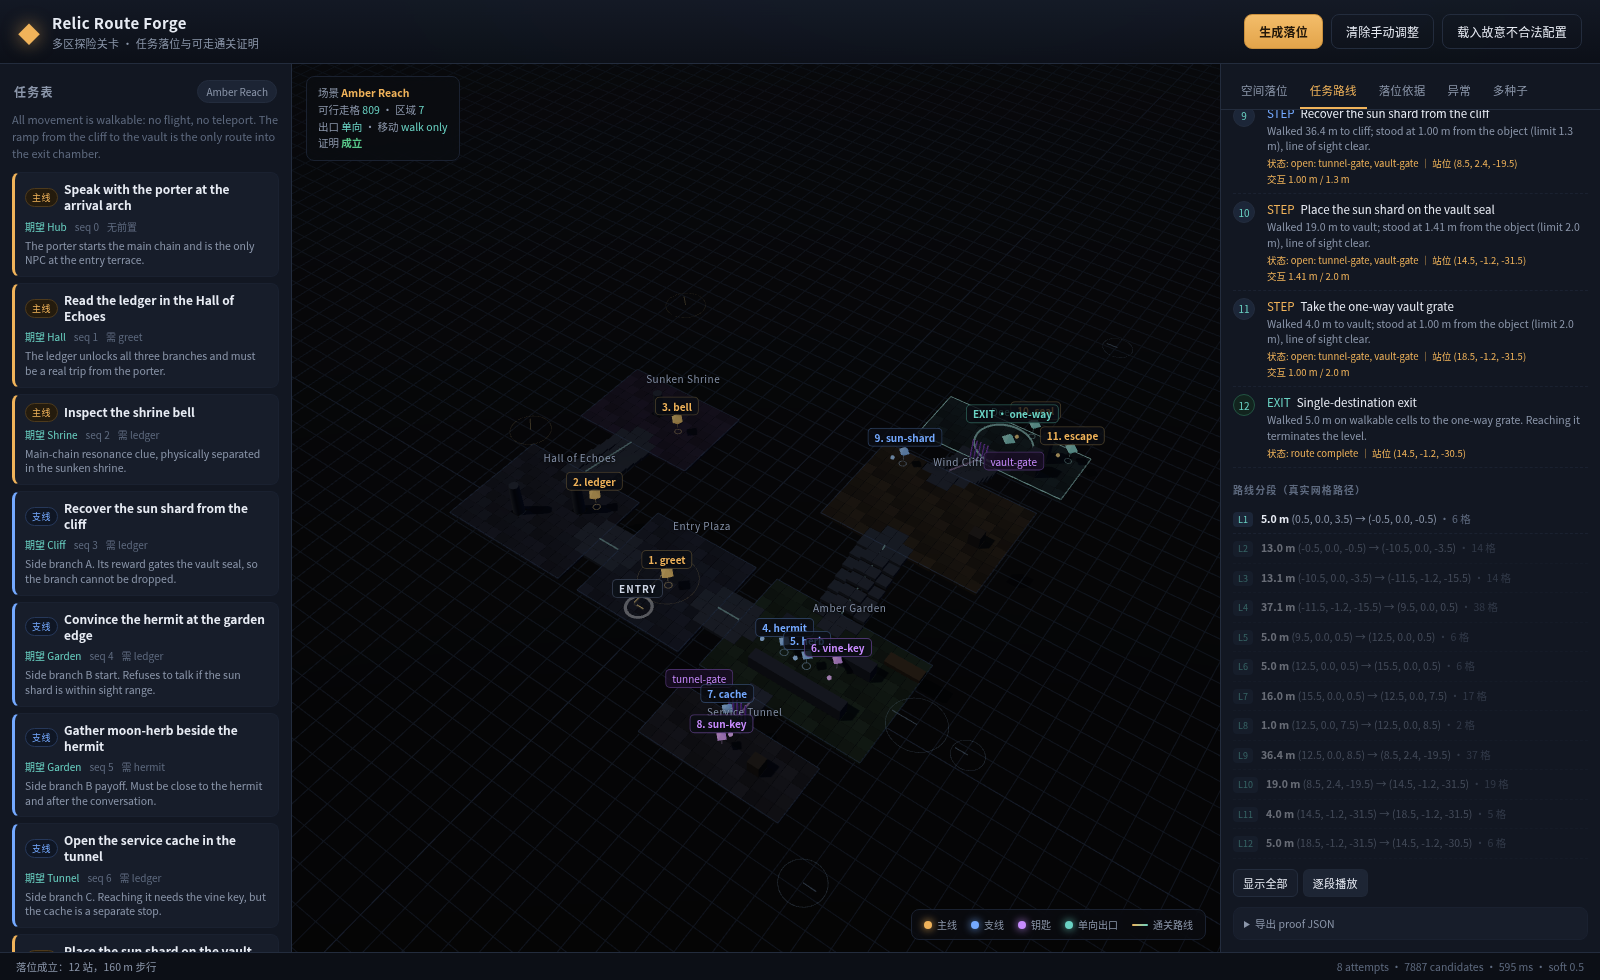 Relic Route Forge
多区探险关卡 • 任务落位与可走通关证明
生成落位
清除手动调整
载入故意不合法配置
任务表
Amber Reach
All movement is walkable: no flight, no teleport. The
ramp from the cliff to the vault is the only route into
the exit chamber.
主线 Speak with the porter at the
arrival arch
期望 Hub seq 0 无前置
The porter starts the main chain and is the only
NPC at the entry terrace.
主线 Read the ledger in the Hall of
Echoes
期望 Hall seq 1 需 greet
The ledger unlocks all three branches and must
be a real trip from the porter.
主线 Inspect the shrine bell
期望 Shrine seq 2 需 ledger
Main-chain resonance clue, physically separated
in the sunken shrine.
支线 Recover the sun shard from the
cliff
期望 Cliff seq 3 需 ledger
Side branch A. Its reward gates the vault seal, so
the branch cannot be dropped.
支线 Convince the hermit at the garden
edge
期望 Garden seq 4 需 ledger
Side branch B start. Refuses to talk if the sun
shard is within sight range.
支线 Gather moon-herb beside the
hermit
期望 Garden seq 5 需 hermit
Side branch B payoff. Must be close to the hermit
and after the conversation.
支线 Open the service cache in the
tunnel
期望 Tunnel seq 6 需 ledger
Side branch C. Reaching it needs the vine key, but
the cache is a separate stop.
Place the sun shard on the vault
场景 Amber Reach
可行走格 809 • 区域 7
出口 单向 • 移动 walk only
证明 成立
Sunken Shrine
3. bell
Hall of Echoes
2. ledger
Entry Plaza
1. greet
ENTRY
EXIT • one-way
9. sun-shard
11. escape
Wind Cliff
vault-gate
Amber Garden
4. hermit
5. herb
6. vine-key
tunnel-gate
7. cache
Service Tunnel
8. sun-key
主线 支线 钥匙 单向出口 通关路线
空间落位 任务路线 落位依据 异常 多种子
9 STEP Recover the sun shard from the cliff
Walked 36.4 m to cliff; stood at 1.00 m from the object (limit 1.3
m), line of sight clear.
状态: open: tunnel-gate, vault-gate | 站位 (8.5, 2.4, -19.5)
交互 1.00 m / 1.3 m
10 STEP Place the sun shard on the vault seal
Walked 19.0 m to vault; stood at 1.41 m from the object (limit 2.0
m), line of sight clear.
状态: open: tunnel-gate, vault-gate | 站位 (14.5, -1.2, -31.5)
交互 1.41 m / 2.0 m
11 STEP Take the one-way vault grate
Walked 4.0 m to vault; stood at 1.00 m from the object (limit 2.0
m), line of sight clear.
状态: open: tunnel-gate, vault-gate | 站位 (18.5, -1.2, -31.5)
交互 1.00 m / 2.0 m
12 EXIT Single-destination exit
Walked 5.0 m on walkable cells to the one-way grate. Reaching it
terminates the level.
状态: route complete | 站位 (14.5, -1.2, -30.5)
路线分段（真实网格路径）
L1 5.0 m (0.5, 0.0, 3.5) → (-0.5, 0.0, -0.5) • 6 格
L2 13.0 m (-0.5, 0.0, -0.5) → (-10.5, 0.0, -3.5) • 14 格
L3 13.1 m (-10.5, 0.0, -3.5) → (-11.5, -1.2, -15.5) • 14 格
L4 37.1 m (-11.5, -1.2, -15.5) → (9.5, 0.0, 0.5) • 38 格
L5 5.0 m (9.5, 0.0, 0.5) → (12.5, 0.0, 0.5) • 6 格
L6 5.0 m (12.5, 0.0, 0.5) → (15.5, 0.0, 0.5) • 6 格
L7 16.0 m (15.5, 0.0, 0.5) → (12.5, 0.0, 7.5) • 17 格
L8 1.0 m (12.5, 0.0, 7.5) → (12.5, 0.0, 8.5) • 2 格
L9 36.4 m (12.5, 0.0, 8.5) → (8.5, 2.4, -19.5) • 37 格
L10 19.0 m (8.5, 2.4, -19.5) → (14.5, -1.2, -31.5) • 19 格
L11 4.0 m (14.5, -1.2, -31.5) → (18.5, -1.2, -31.5) • 5 格
L12 5.0 m (18.5, -1.2, -31.5) → (14.5, -1.2, -30.5) • 6 格
显示全部
逐段播放
▶ 导出 proof JSON
落位成立：12 站，160 m 步行
8 attempts • 7887 candidates • 595 ms • soft 0.5